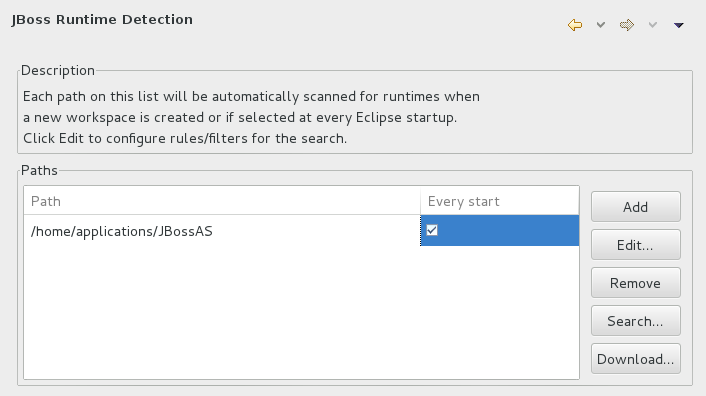 JBoss Runtime Detection
Description
Each path on this list will be automatically scanned for runtimes when
a new workspace is created or if selected at every Eclipse startup.
Click Edit to configure rules/filters for the search.
Paths
Path
Every start
/home/applications/JBossAS
Add
Edit...
Remove
Search...
Download...